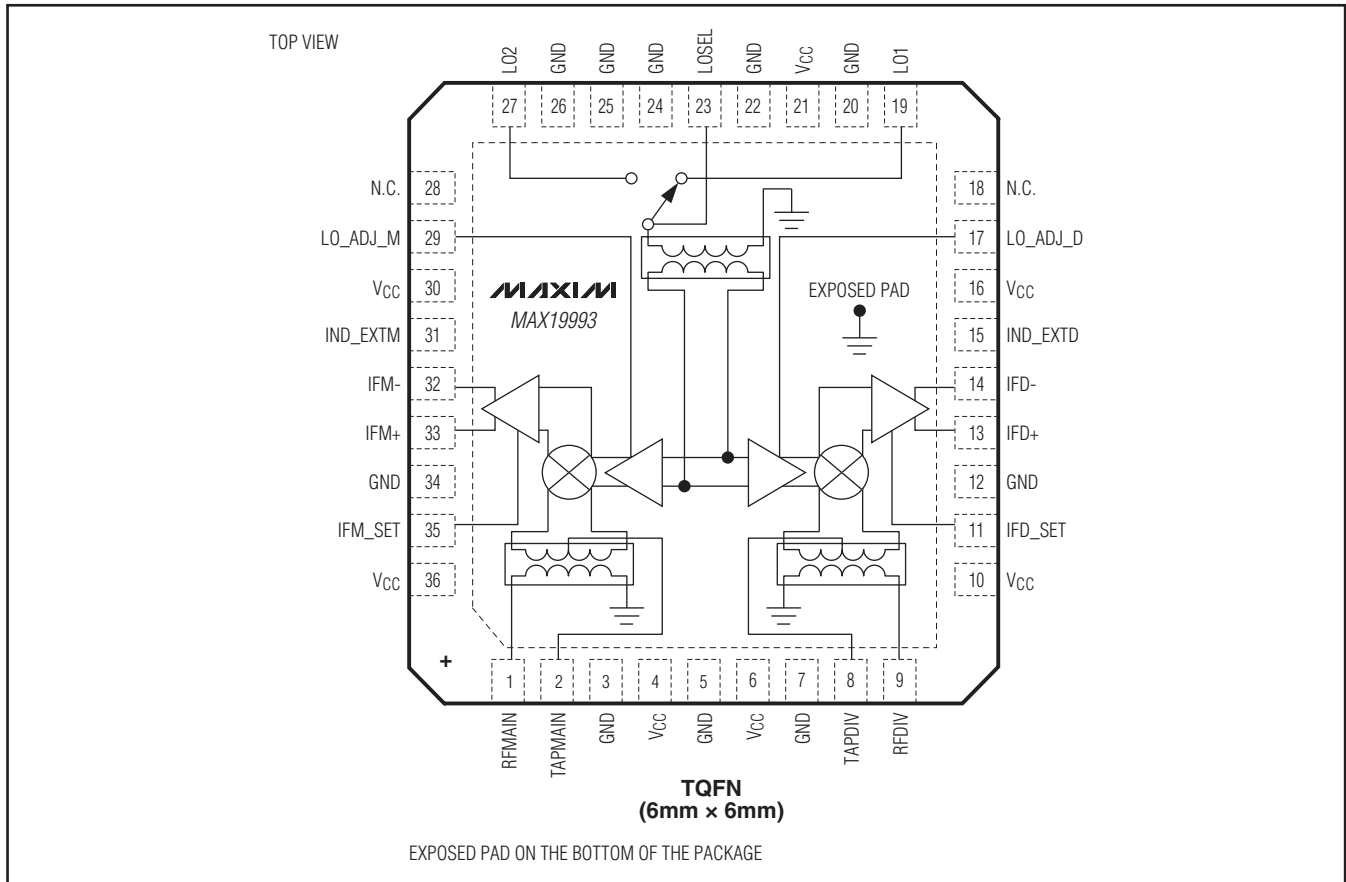 TOP VIEW
LO2
GND
GND
GND
LOSEL
GND
VCC
GND
LO1
27
26
25
24
23
22
21
20
19
N.C.
28
18
N.C.
LO_ADJ_M
29
17
LO_ADJ_D
VCC
30
16
VCC
MAXIM
MAX19993
EXPOSED PAD
IND_EXTM
31
15
IND_EXTD
IFM-
32
14
IFD-
IFM+
33
13
IFD+
GND
34
12
GND
IFM_SET
35
11
IFD_SET
VCC
36
10
VCC
+
1
2
3
4
5
6
7
8
9
RFMAIN
TAPMAIN
GND
VCC
GND
VCC
GND
TAPDIV
RFDIV
TQFN
(6mm × 6mm)
EXPOSED PAD ON THE BOTTOM OF THE PACKAGE